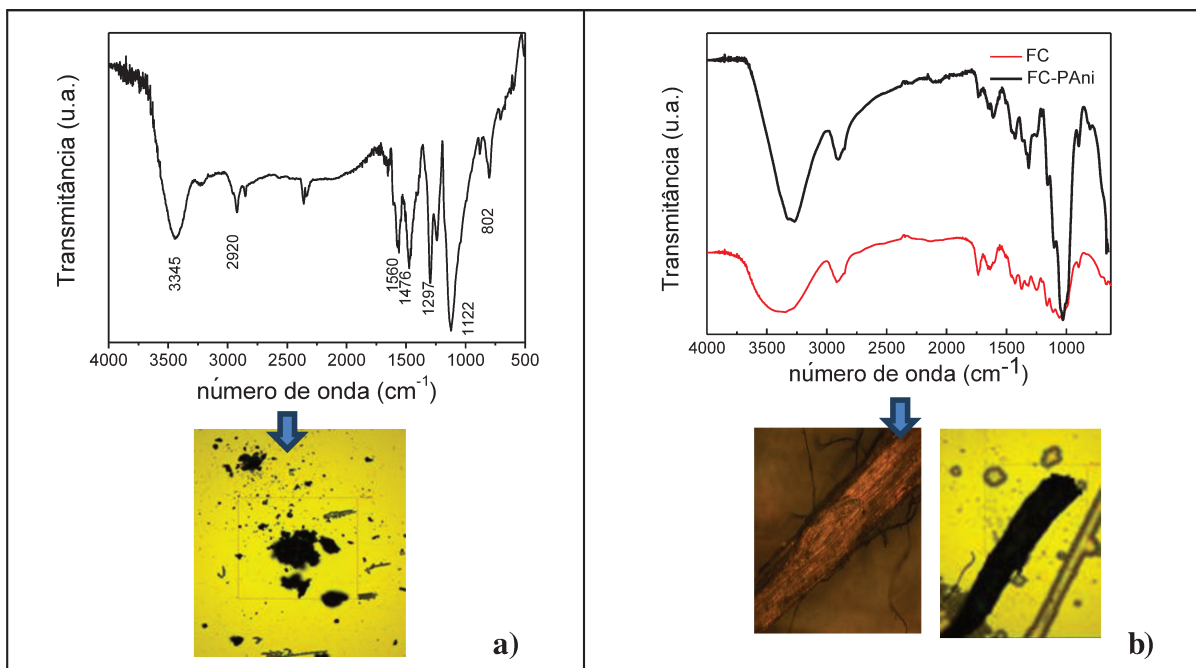 Transmitância (u.a.)
3345
2920
1560
1476
1297
1122
802
4000 3500 3000 2500 2000 1500 1000 500
número de onda (cm-1)
a)
Transmitância (u.a.)
FC
FC-PAni
4000 3500 3000 2500 2000 1500 1000
número de onda (cm-1)
b)